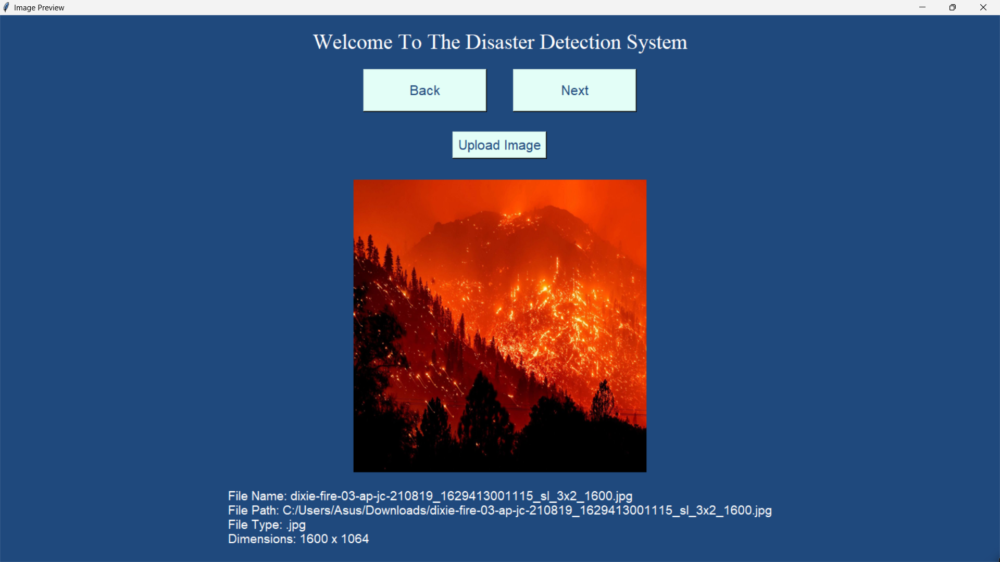 Image Preview
Welcome To The Disaster Detection System
Back
Next
Upload Image
File Name: dixie-fire-03-ap-jc-210819_1629413001115_sl_3x2_1600.jpg
File Path: C:/Users/Asus/Downloads/dixie-fire-03-ap-jc-210819_1629413001115_sl_3x2_1600.jpg
File Type: .jpg
Dimensions: 1600 x 1064